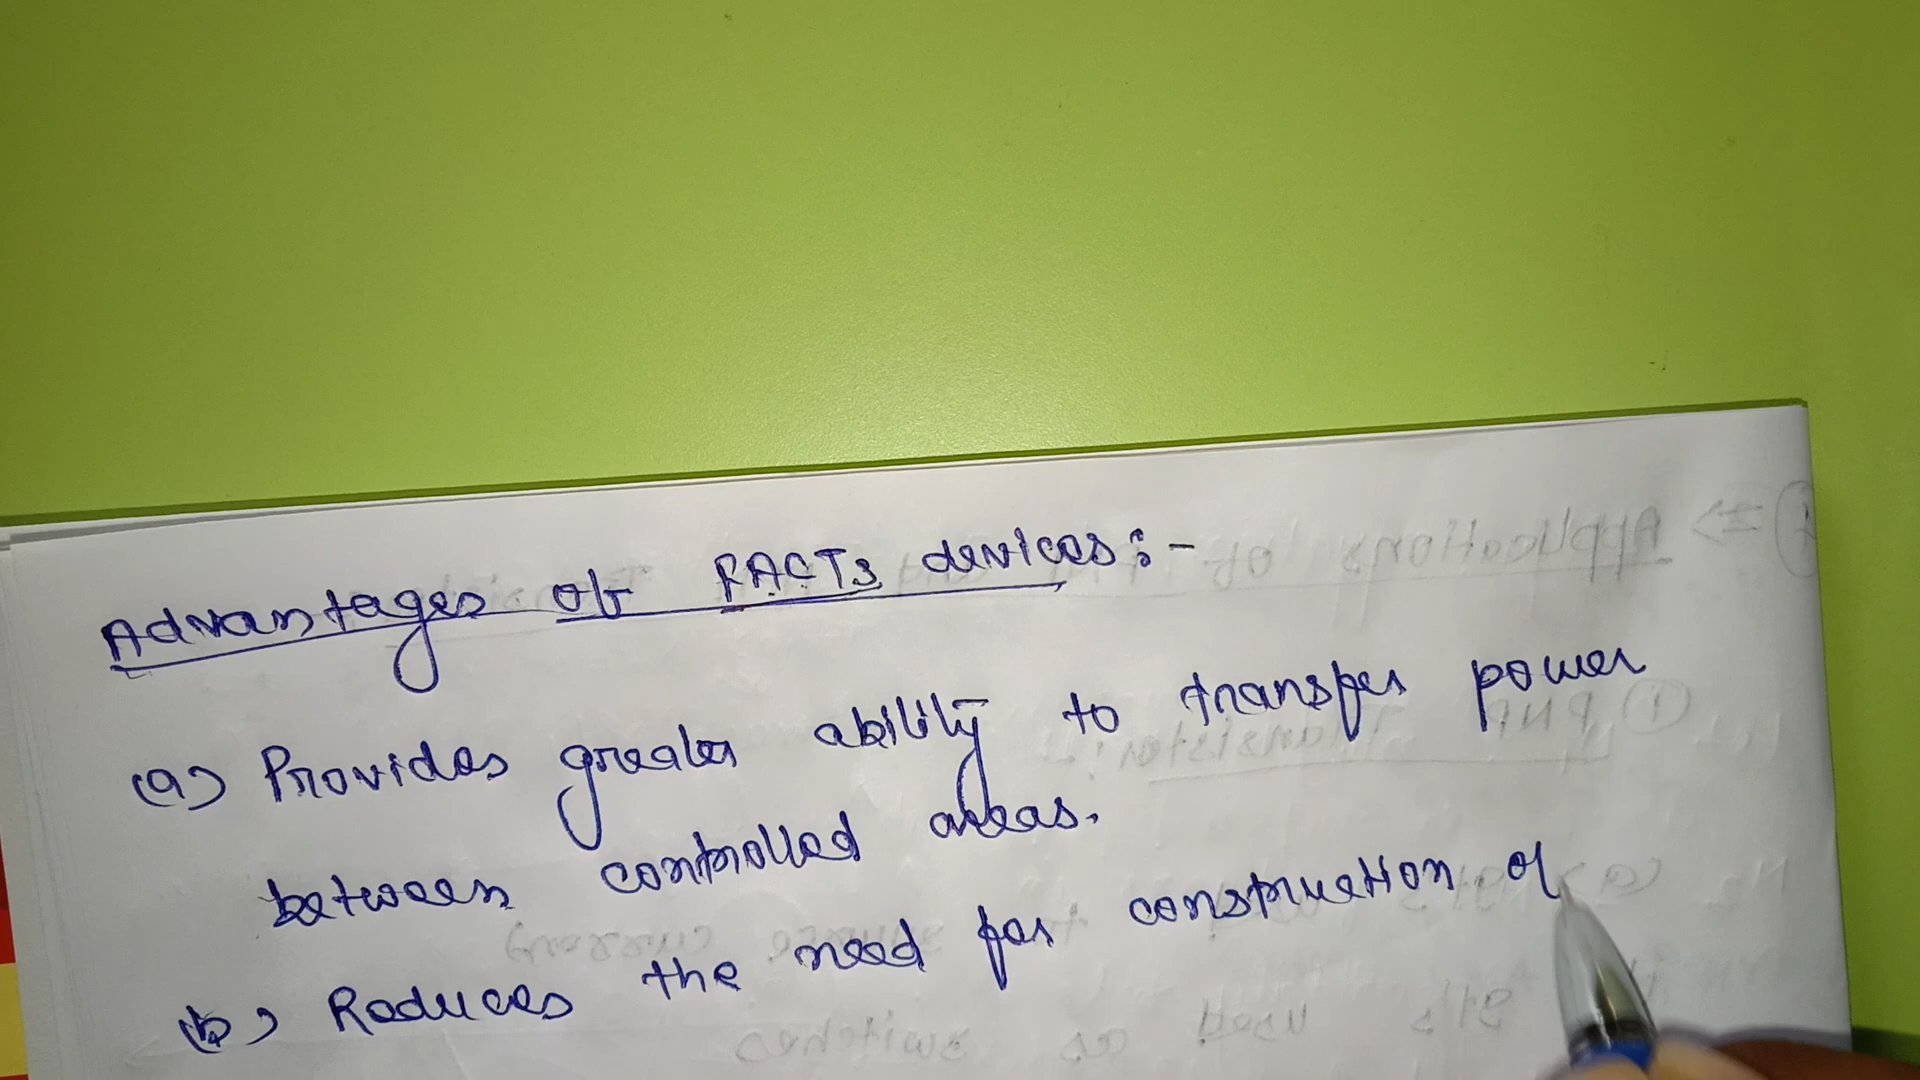 Advantages of FACTs devices:-
(a) Provides greater ability to transfer power
between controlled areas.
(b) Reduces the need for construction of